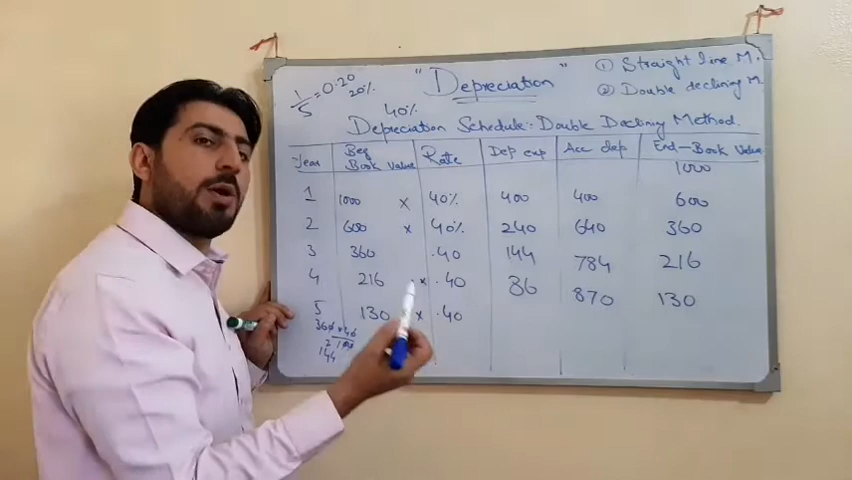 1/5 = 0.20
20%
" Depreciation "
① Straight line M.
② Double declining M
40%
Depreciation Schedule: Double Declining Method.
Year Beg Book Value Rate Dep exp Acc dep End-Book Value
1000
1 1000 × 40% 400 400 600
2 600 × 40% 240 640 360
3 360 .40 144 784 216
4 216 × .40 86 870 130
5 130 × .40
360 × 40
144